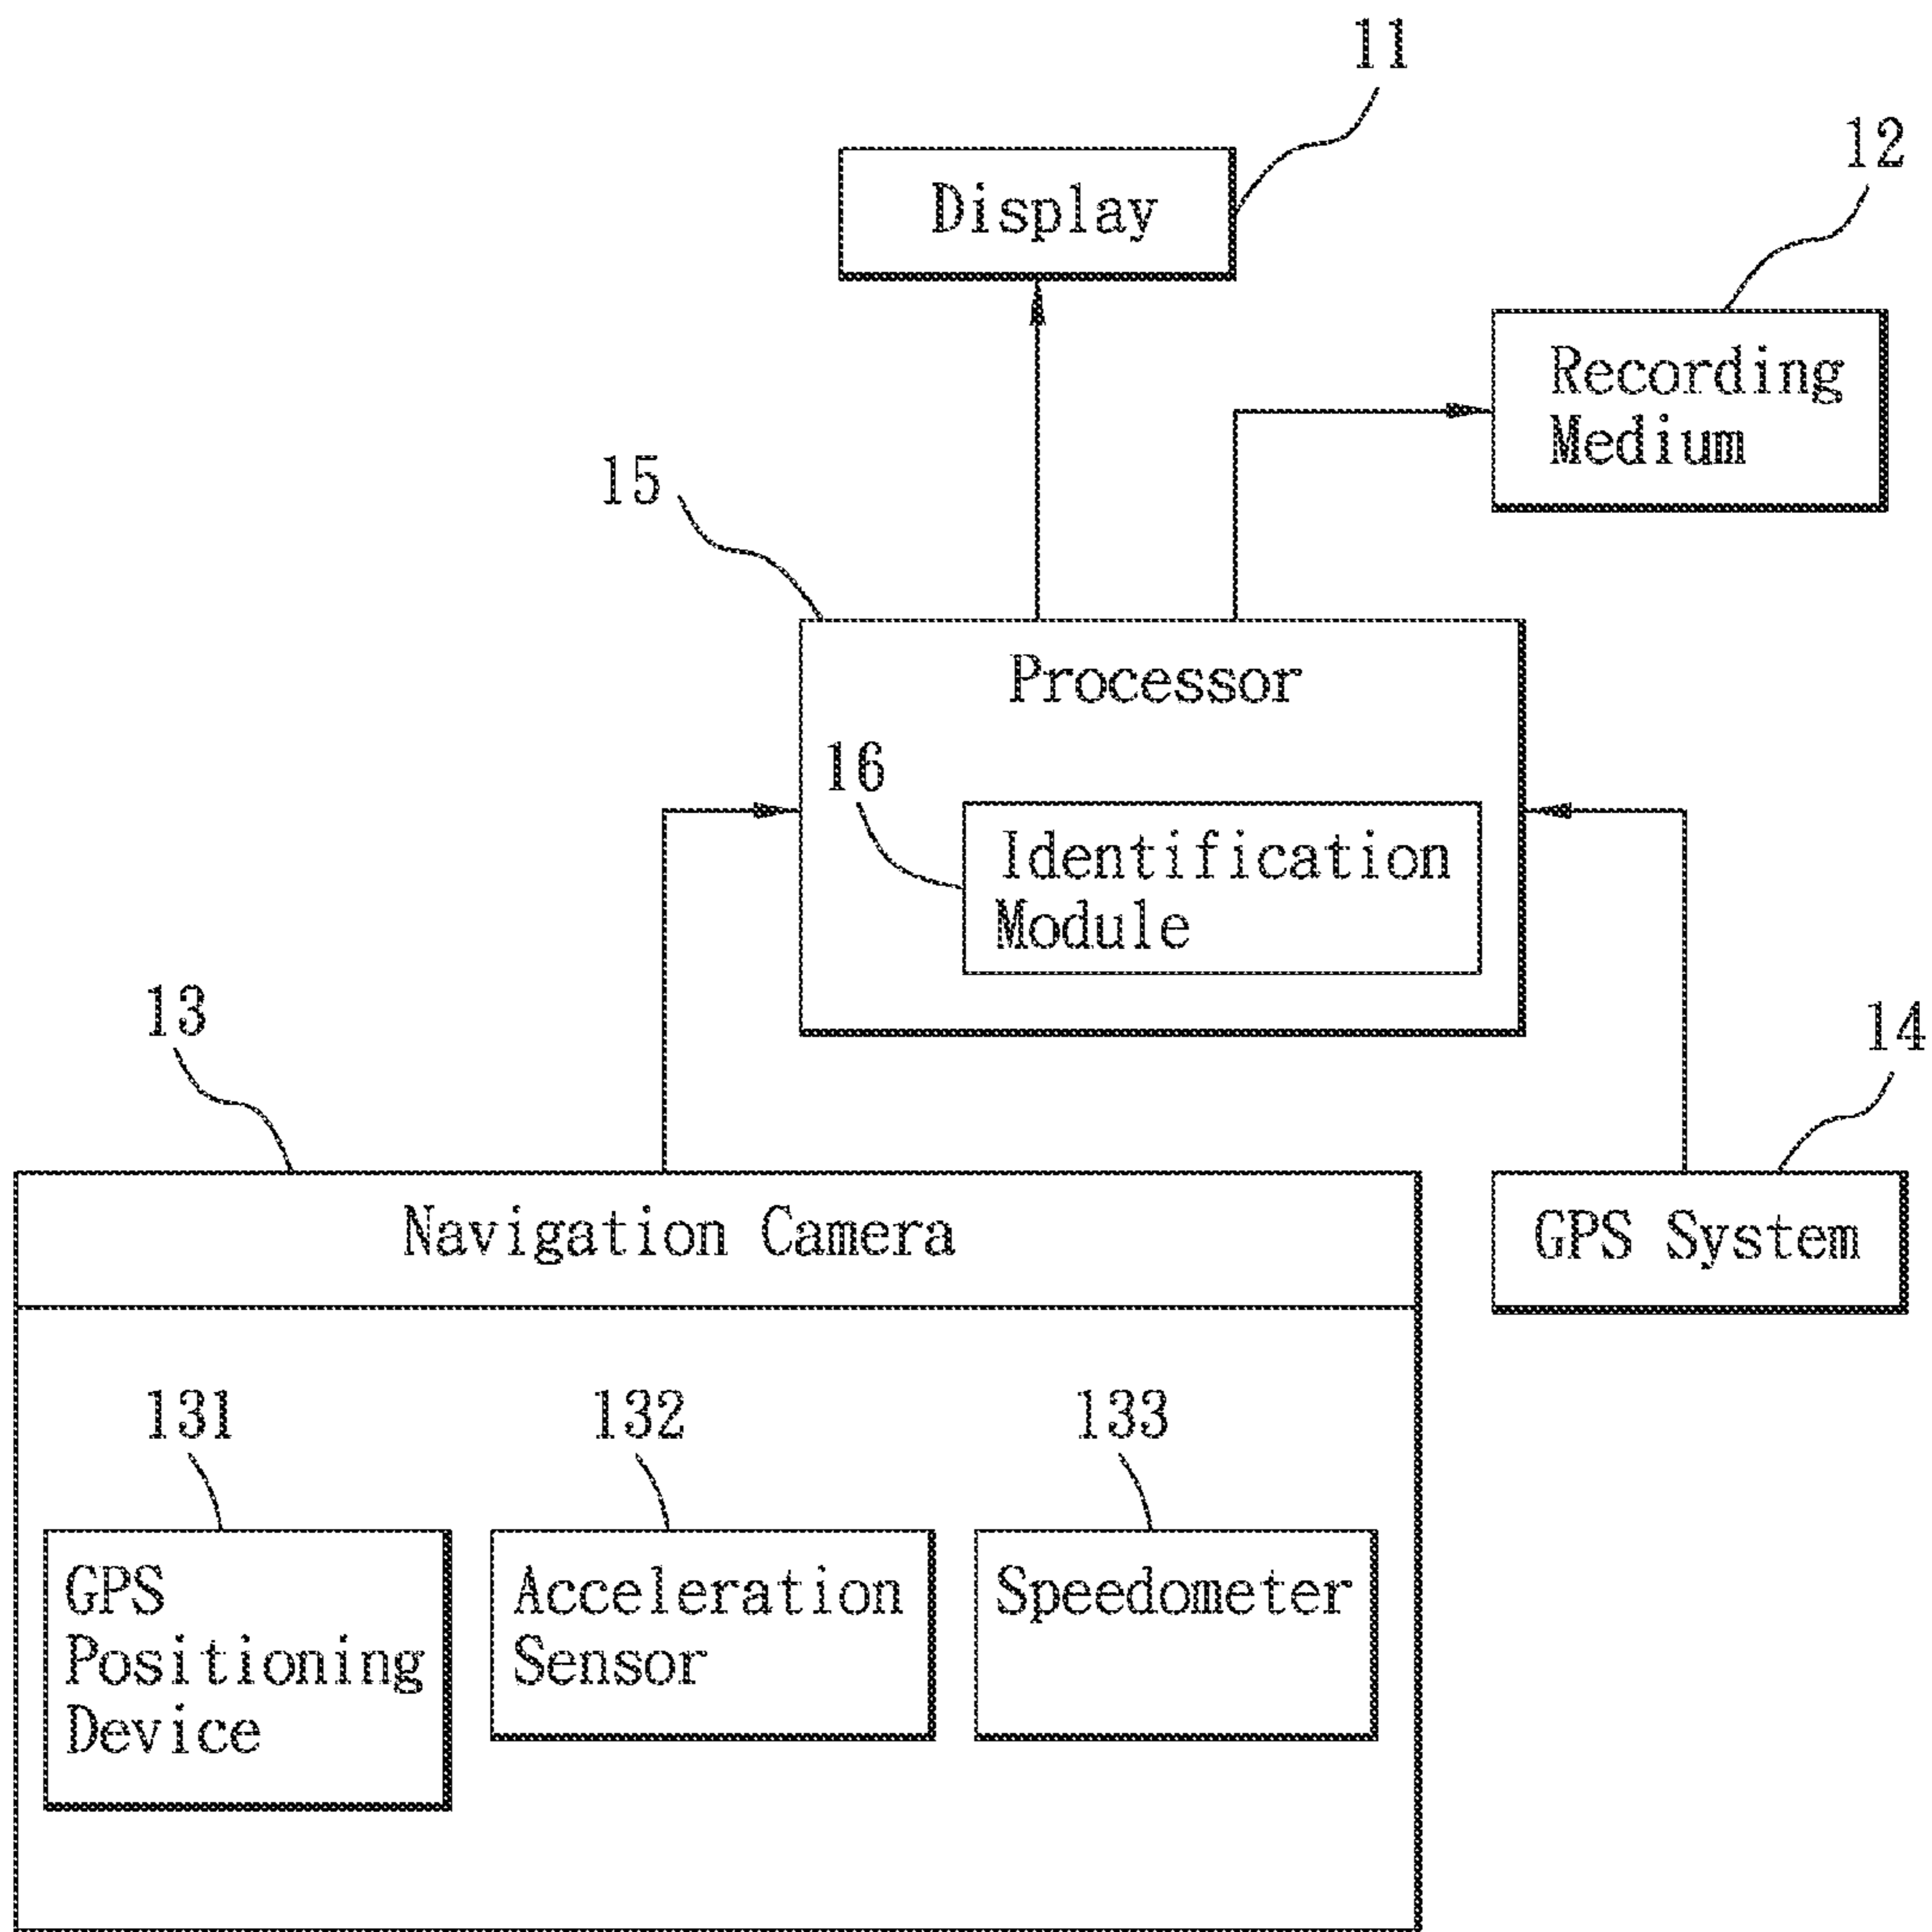 11
Display
12
Recording
Medium
15
Processor
16
Identification
Module
13
14
Navigation Camera
GPS System
131
132
133
GPS
Positioning
Device
Acceleration
Sensor
Speedometer